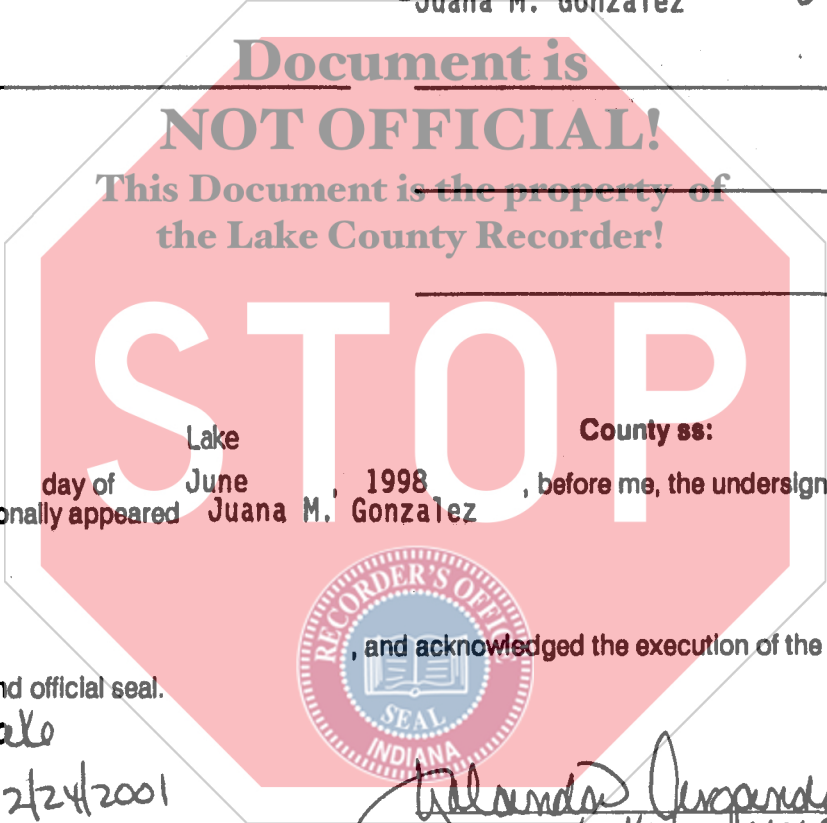 Juana M. Gonzalez
Document is
NOT OFFICIAL!
This Document is the property of
the Lake County Recorder!
STOP
Lake County ss:
day of June , 1998 , before me, the undersign
onally appeared Juana M. Gonzalez
RECORDER'S OFFICE
, and acknowledged the execution of the
SEAL
INDIANA
nd official seal.
ake
2/24/2001